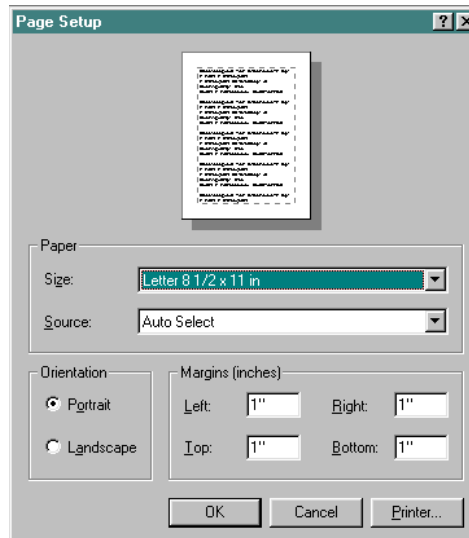 Page Setup
Paper
Size: Letter 8 1/2 x 11 in
Source: Auto Select
Orientation
Portrait
Landscape
Margins (inches)
Left: 1" Right: 1"
Top: 1" Bottom: 1"
OK Cancel Printer...